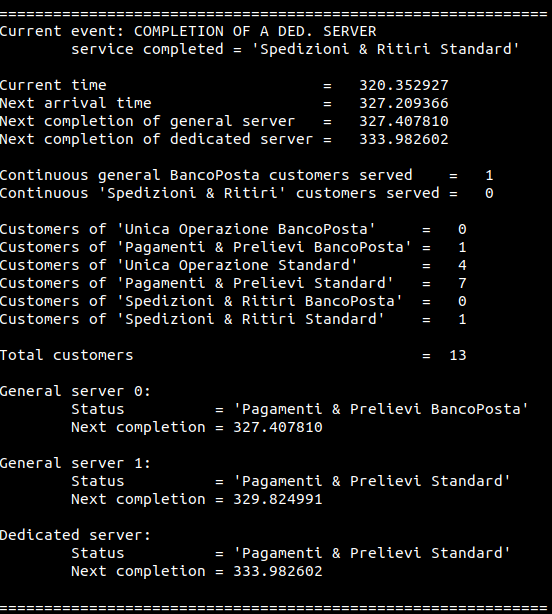 ============================================================
Current event: COMPLETION OF A DED. SERVER
        service completed = 'Spedizioni & Ritiri Standard'

Current time                        =   320.352927
Next arrival time                   =   327.209366
Next completion of general server   =   327.407810
Next completion of dedicated server =   333.982602

Continuous general BancoPosta customers served    =   1
Continuous 'Spedizioni & Ritiri' customers served =   0

Customers of 'Unica Operazione BancoPosta'     =   0
Customers of 'Pagamenti & Prelievi BancoPosta' =   1
Customers of 'Unica Operazione Standard'       =   4
Customers of 'Pagamenti & Prelievi Standard'   =   7
Customers of 'Spedizioni & Ritiri BancoPosta'  =   0
Customers of 'Spedizioni & Ritiri Standard'    =   1

Total customers                                =  13

General server 0:
        Status          = 'Pagamenti & Prelievi BancoPosta'
        Next completion = 327.407810

General server 1:
        Status          = 'Pagamenti & Prelievi Standard'
        Next completion = 329.824991

Dedicated server:
        Status          = 'Pagamenti & Prelievi Standard'
        Next completion = 333.982602

============================================================